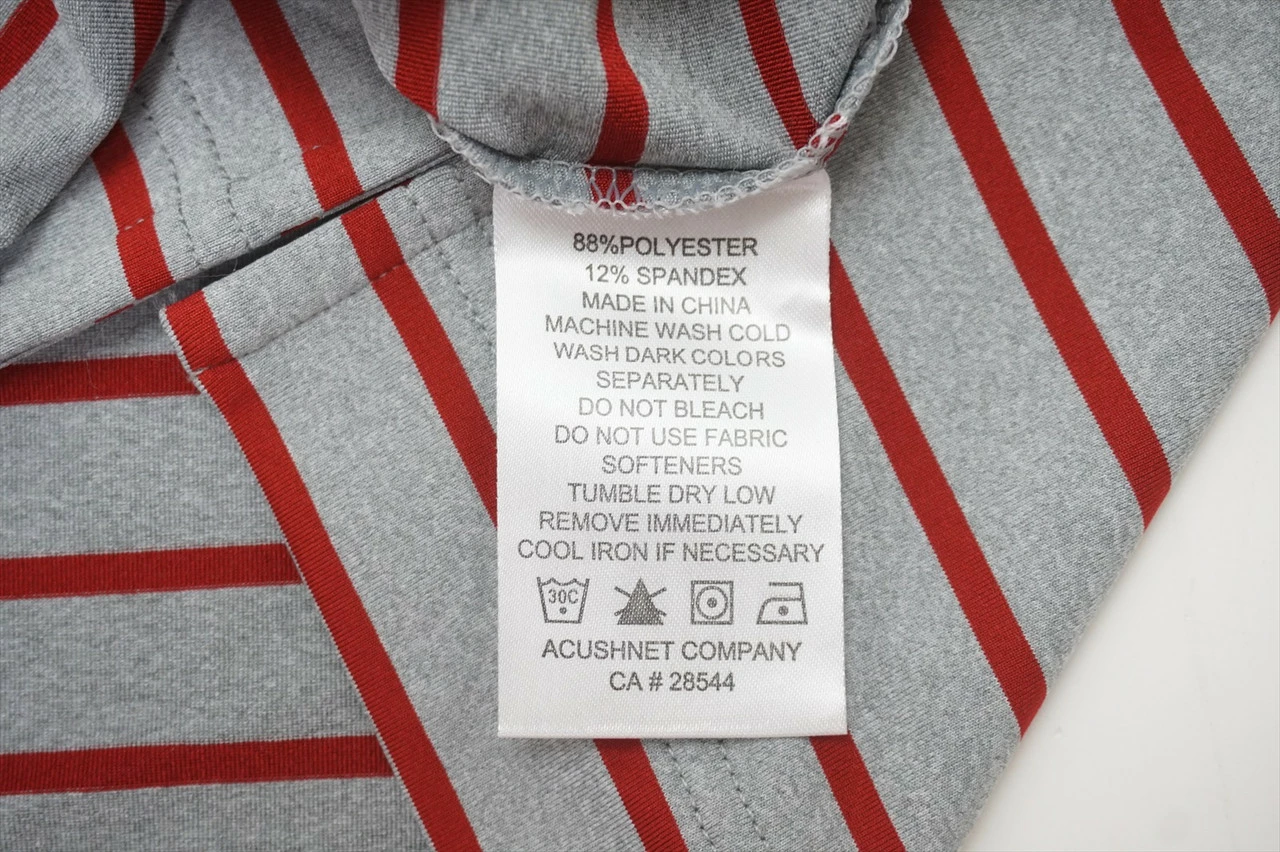 88%POLYESTER
12% SPANDEX
MADE IN CHINA
MACHINE WASH COLD
WASH DARK COLORS
SEPARATELY
DO NOT BLEACH
DO NOT USE FABRIC
SOFTENERS
TUMBLE DRY LOW
REMOVE IMMEDIATELY
COOL IRON IF NECESSARY
30C
ACUSHNET COMPANY
CA # 28544